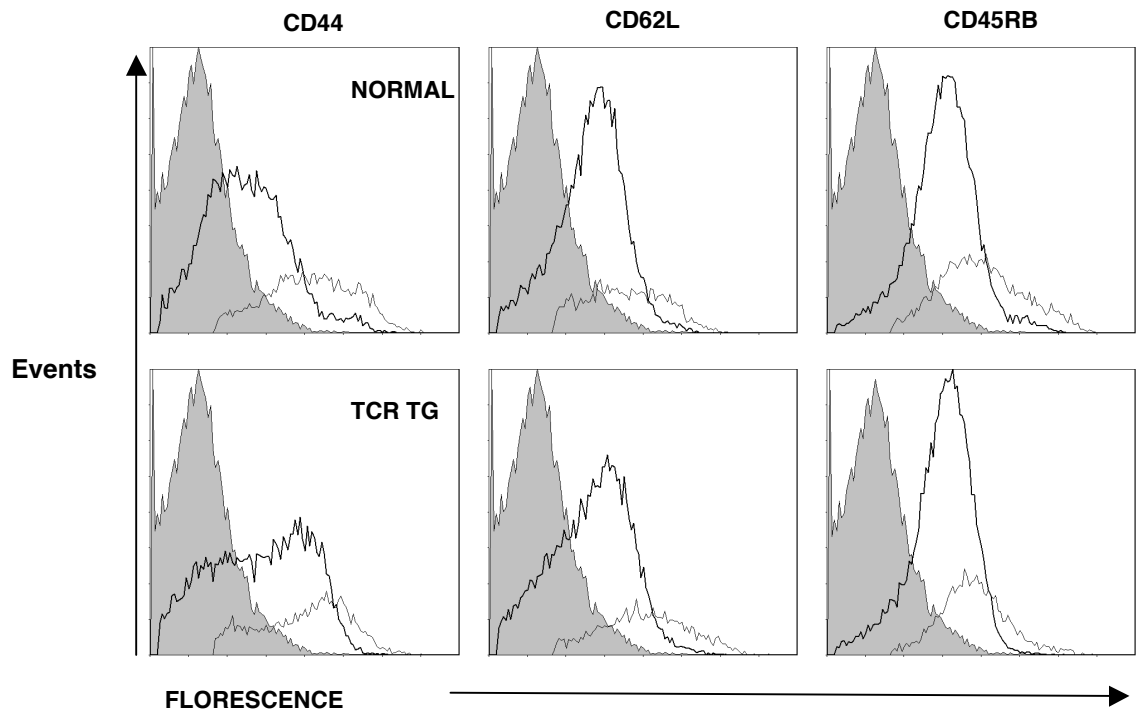 CD44
CD62L
CD45RB
NORMAL
Events
TCR TG
FLORESCENCE